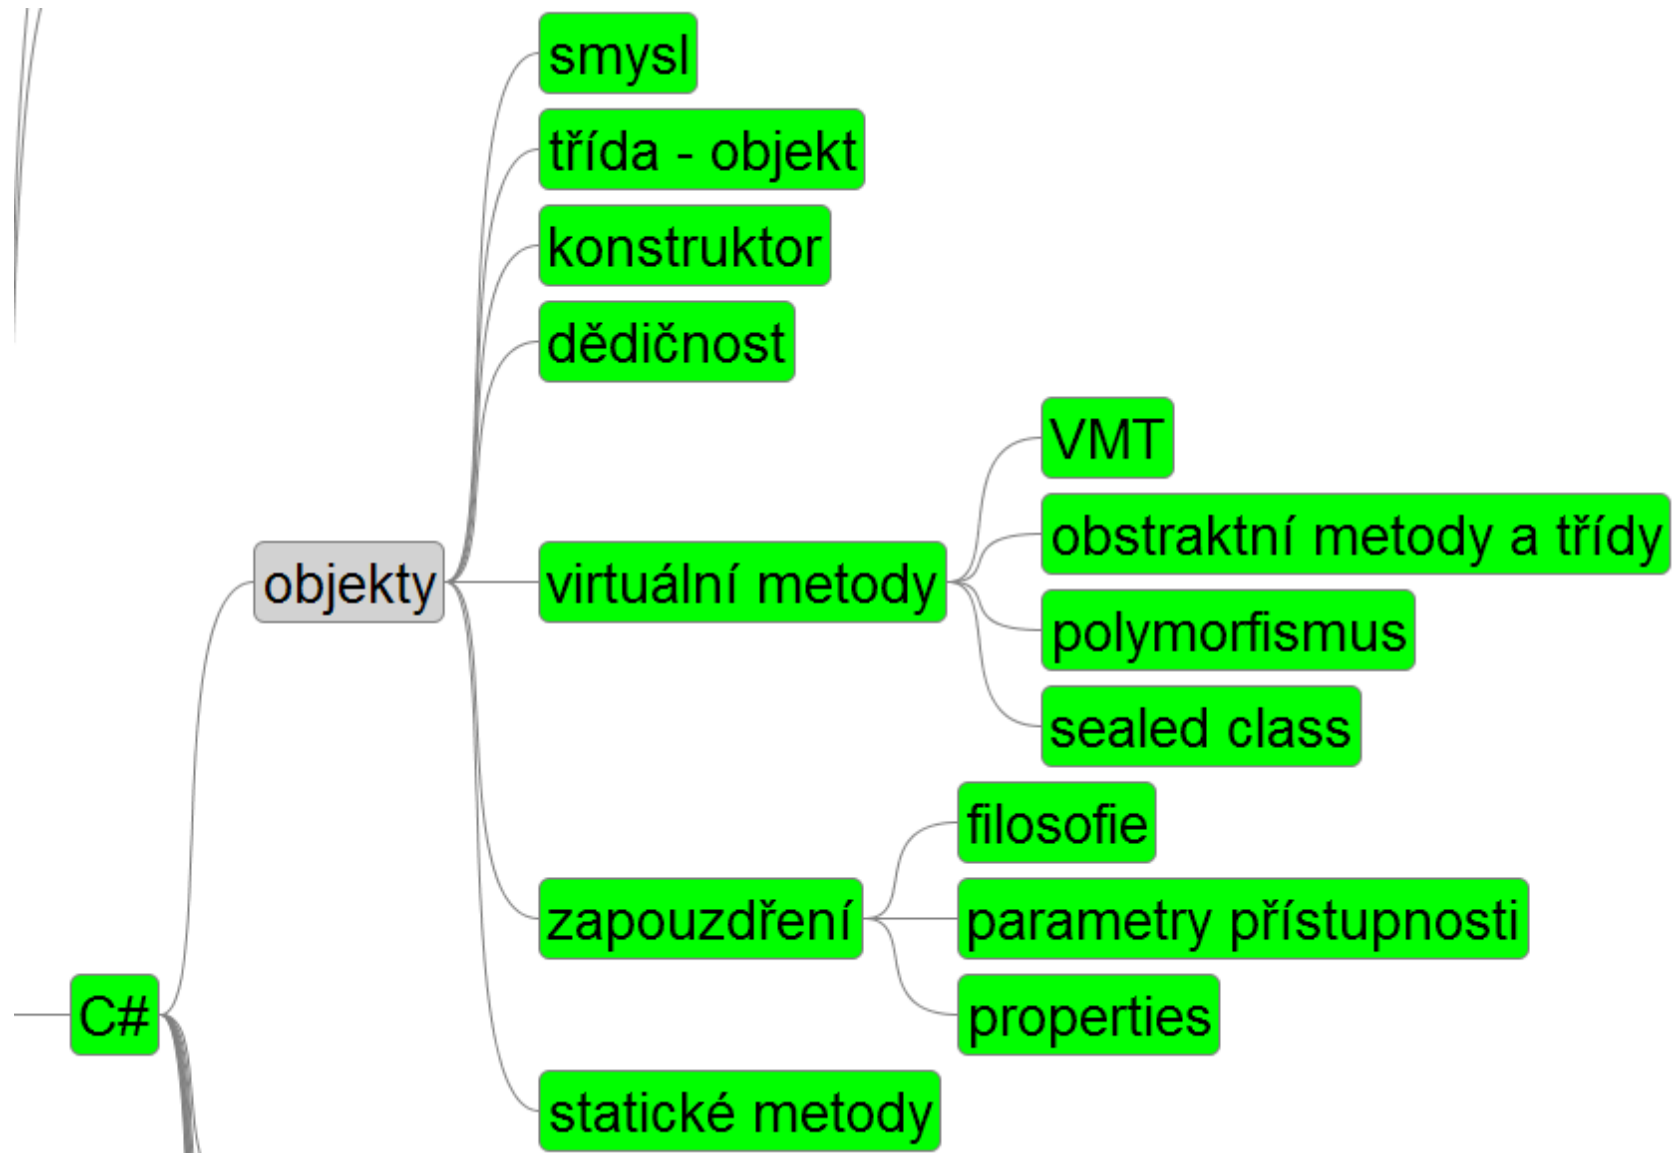 smysl
třída - objekt
konstruktor
dědičnost
VMT
obstraktní metody a třídy
objekty
virtuální metody
polymorfismus
sealed class
filosofie
zapouzdření
parametry přístupnosti
C#
properties
statické metody